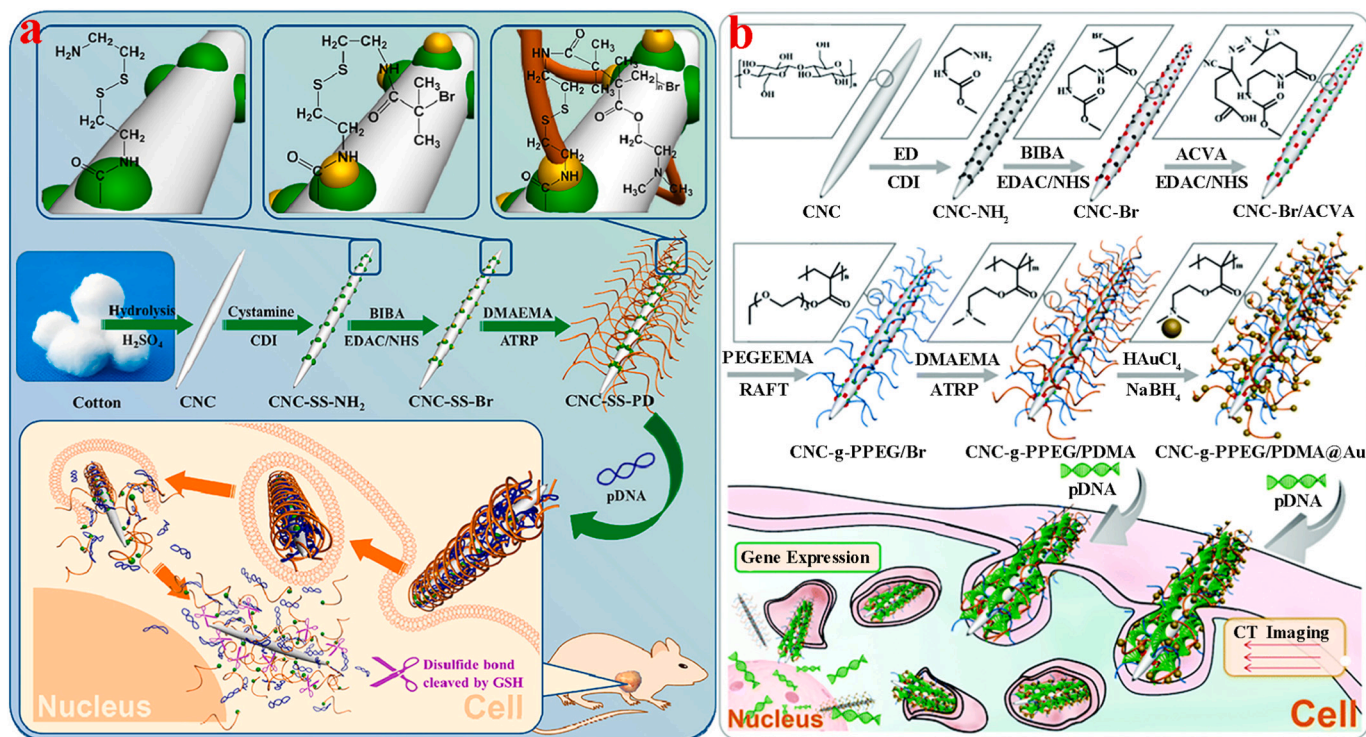 a
H₂N
CH₂
H₂C
S
S
H₂C
CH₂
O
C
NH
CH₂
H₂C
S
S
H₂C
CH₂
NH
C
O
CH₃
Br
CH₃
O
C
NH
Hydrolysis
H₂SO₄
Cotton
CNC
Cystamine
CDI
CNC-SS-NH₂
BIBA
EDAC/NHS
CNC-SS-Br
DMAEMA
ATRP
CNC-SS-PD
pDNA
Disulfide bond
cleaved by GSH
Nucleus
Cell
b
CNC
ED
CDI
CNC-NH₂
BIBA
EDAC/NHS
CNC-Br
ACVA
EDAC/NHS
CNC-Br/ACVA
PEGEEMA
RAFT
CNC-g-PPEG/Br
DMAEMA
ATRP
CNC-g-PPEG/PDMA
HAuCl₄
NaBH₄
CNC-g-PPEG/PDMA@Au
pDNA
pDNA
Gene Expression
CT Imaging
Nucleus
Cell